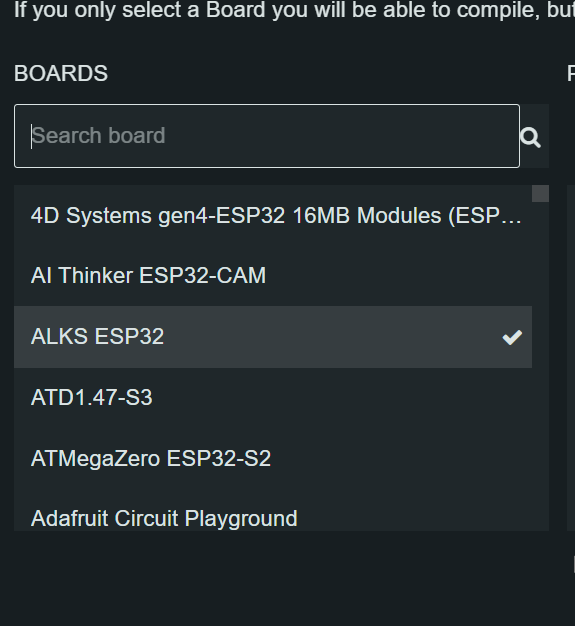 If you only select a Board you will be able to compile, but
BOARDS
Search board
4D Systems gen4-ESP32 16MB Modules (ESP...
AI Thinker ESP32-CAM
ALKS ESP32
ATD1.47-S3
ATMegaZero ESP32-S2
Adafruit Circuit Playground